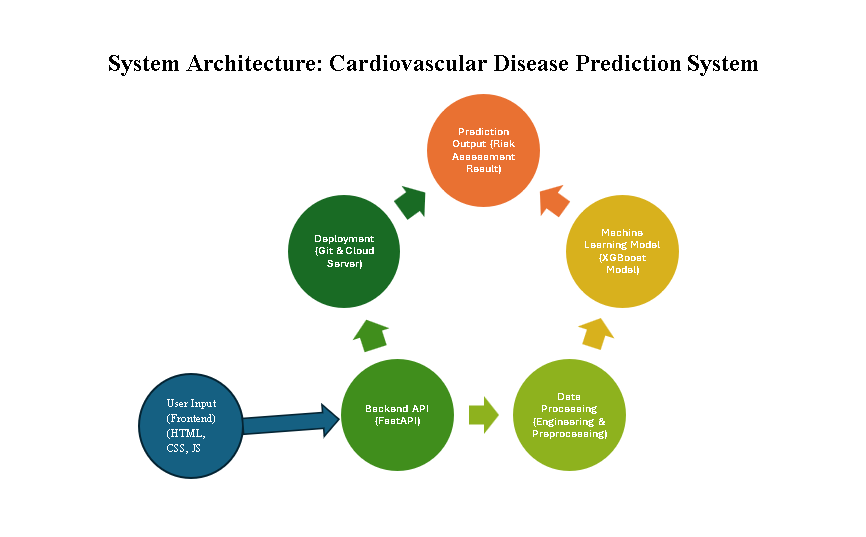 System Architecture: Cardiovascular Disease Prediction System
Prediction
Output (Risk
Assessment
Result)
Deployment
(Git & Cloud
Server)
Machine
Learning Model
(XGBoost
Model)
User Input
(Frontend)
(HTML,
CSS, JS
Backend API
(FastAPI)
Data
Processing
(Engineering &
Preprocessing)